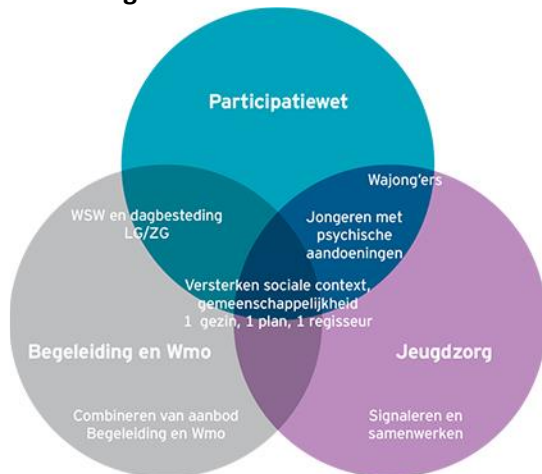 Participatiewet
Wajong'ers
WSW en dagbesteding
LG/ZG
Jongeren met
psychische
aandoeningen
Versterken sociale context,
gemeenschappelijkheid
1 gezin, 1 plan, 1 regisseur
Begeleiding en Wmo
Jeugdzorg
Combineren van aanbod
Begeleiding en Wmo
Signaleren en
samenwerken